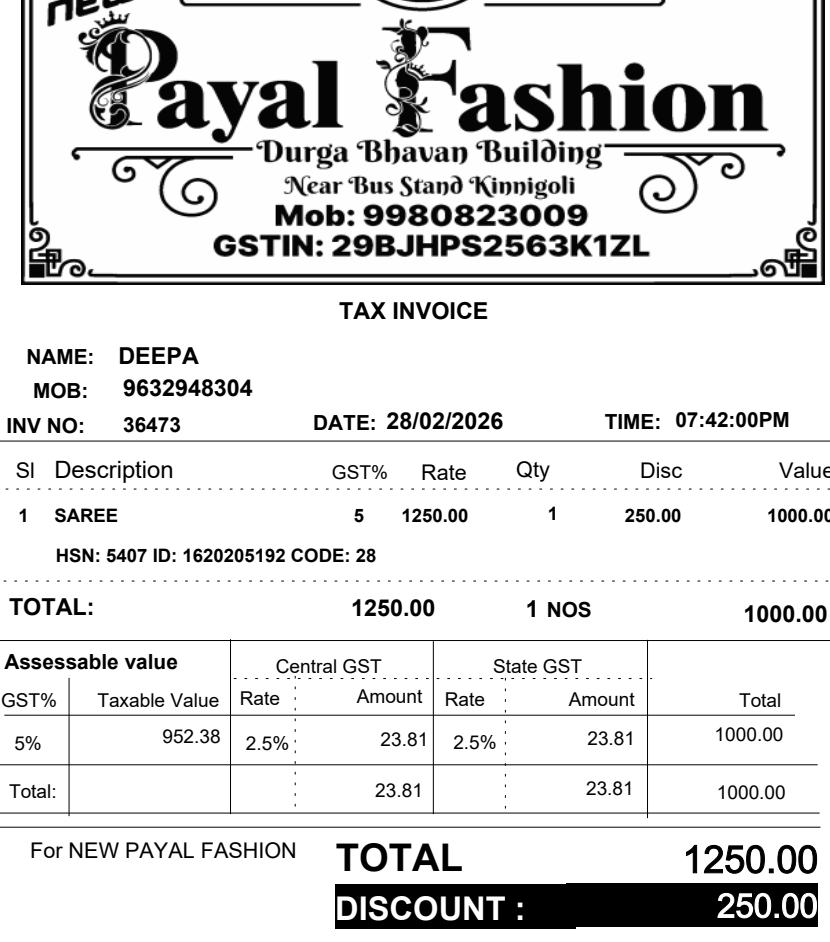 new
Payal Fashion
Durga Bhavan Building
Near Bus Stand Kinnigoli
Mob: 9980823009
GSTIN: 29BJHPS2563K1ZL
TAX INVOICE
NAME: DEEPA
MOB: 9632948304
INV NO: 36473 DATE: 28/02/2026 TIME: 07:42:00PM
Sl Description GST% Rate Qty Disc Value
1 SAREE 5 1250.00 1 250.00 1000.00
HSN: 5407 ID: 1620205192 CODE: 28
TOTAL: 1250.00 1 NOS 1000.00
Assessable value Central GST State GST
GST% Taxable Value Rate Amount Rate Amount Total
5% 952.38 2.5% 23.81 2.5% 23.81 1000.00
Total: 23.81 23.81 1000.00
For NEW PAYAL FASHION TOTAL 1250.00
DISCOUNT : 250.00